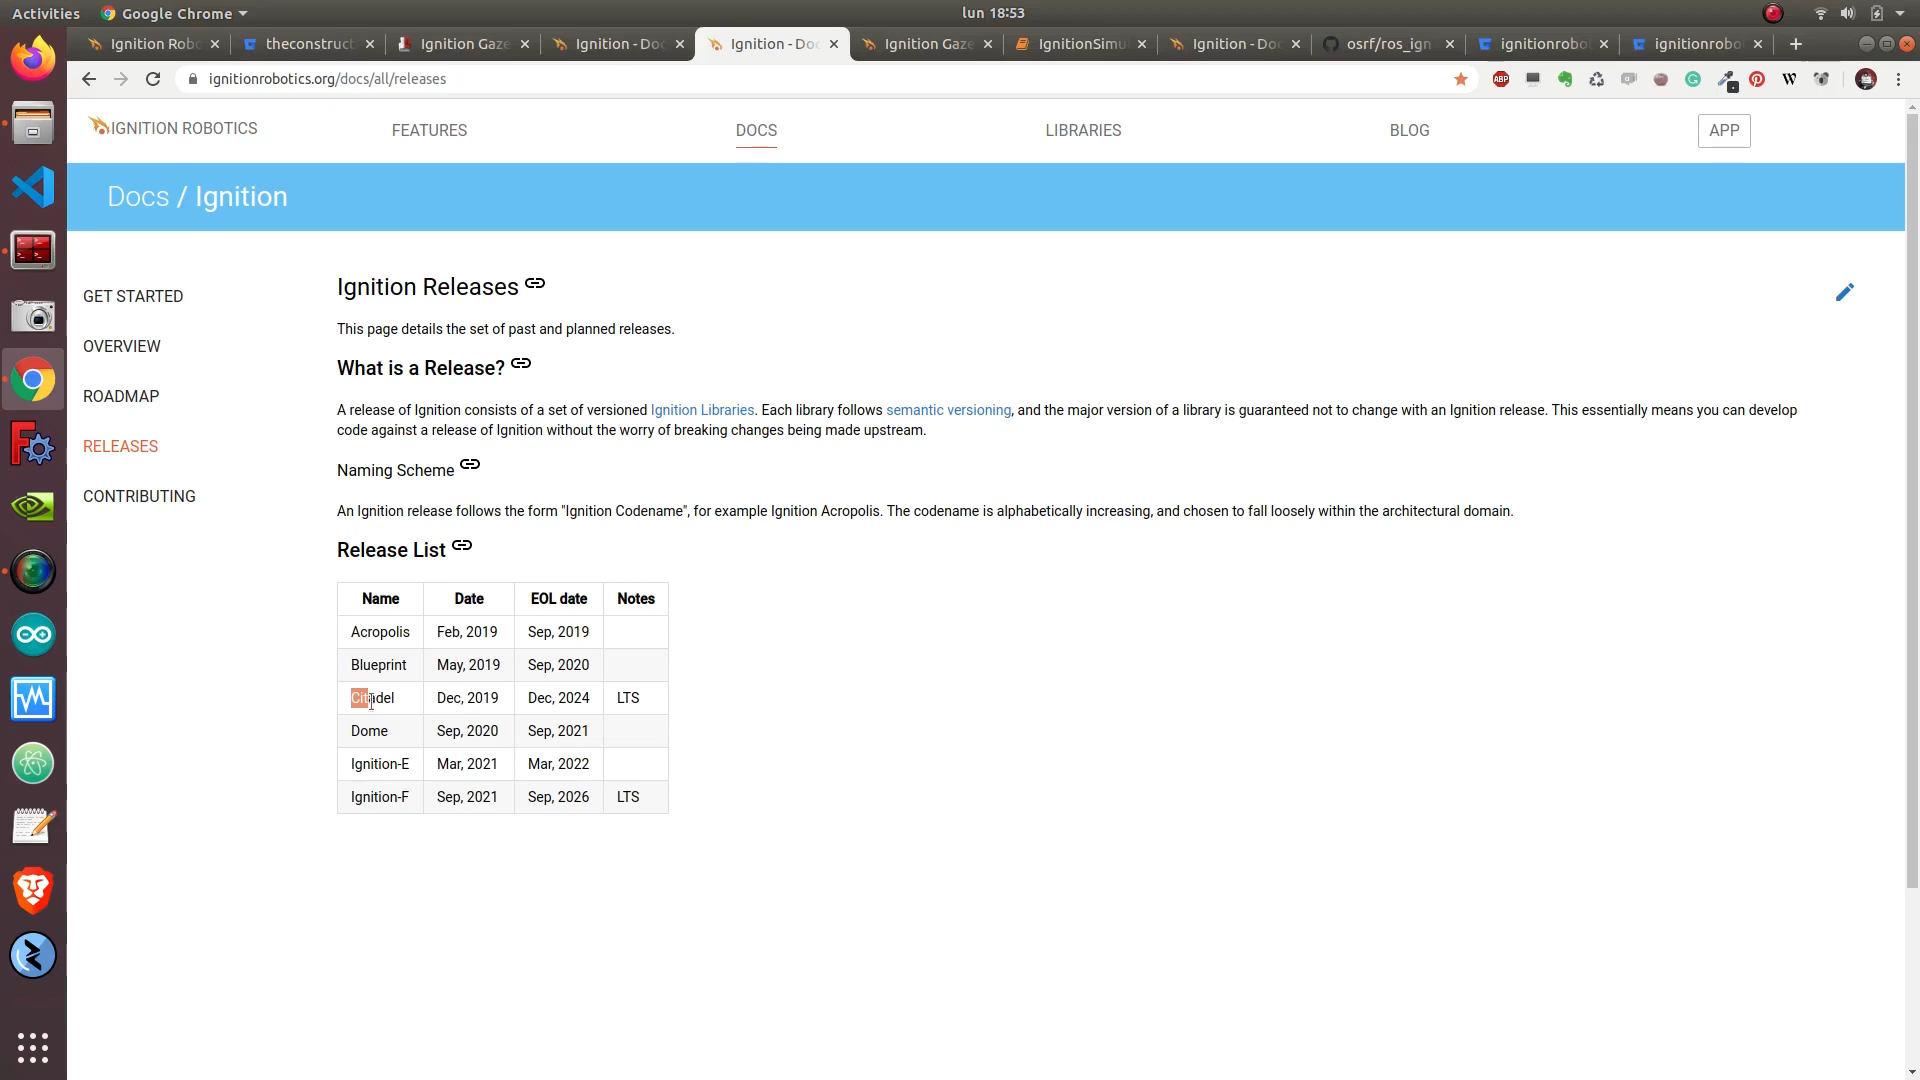 Activities Google Chrome lun 18:53
Ignition Robo theconstruct Ignition Gaze Ignition - Doc Ignition - Doc Ignition Gaze IgnitionSimul Ignition - Doc osrf/ros_ign ignitionrobo ignitionrobo
ignitionrobotics.org/docs/all/releases
IGNITION ROBOTICS FEATURES DOCS LIBRARIES BLOG APP
Docs / Ignition
GET STARTED
OVERVIEW
ROADMAP
RELEASES
CONTRIBUTING
Ignition Releases
This page details the set of past and planned releases.
What is a Release?
A release of Ignition consists of a set of versioned Ignition Libraries. Each library follows semantic versioning, and the major version of a library is guaranteed not to change with an Ignition release. This essentially means you can develop
code against a release of Ignition without the worry of breaking changes being made upstream.
Naming Scheme
An Ignition release follows the form "Ignition Codename", for example Ignition Acropolis. The codename is alphabetically increasing, and chosen to fall loosely within the architectural domain.
Release List
Name Date EOL date Notes
Acropolis Feb, 2019 Sep, 2019
Blueprint May, 2019 Sep, 2020
Citadel Dec, 2019 Dec, 2024 LTS
Dome Sep, 2020 Sep, 2021
Ignition-E Mar, 2021 Mar, 2022
Ignition-F Sep, 2021 Sep, 2026 LTS